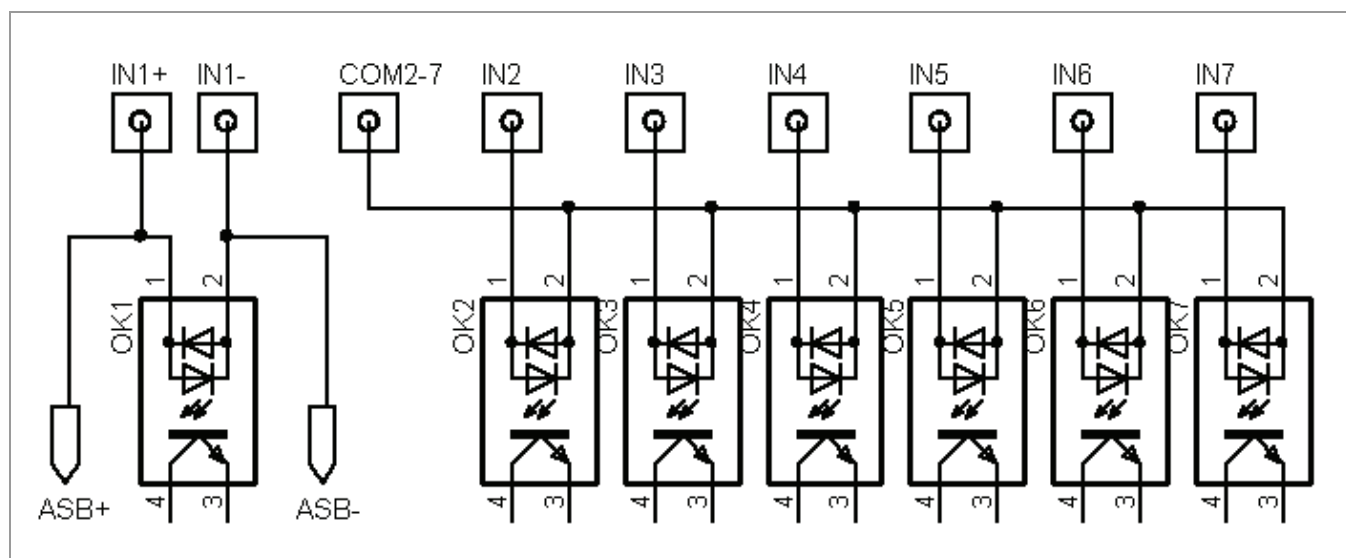 IN1+ IN1- COM2-7 IN2 IN3 IN4 IN5 IN6 IN7
1 2 1 2 1 2 1 2 1 2 1 2 1 2
OK1 OK2 OK3 OK4 OK5 OK6 OK7
4 3 4 3 4 3 4 3 4 3 4 3 4 3
ASB+ ASB-